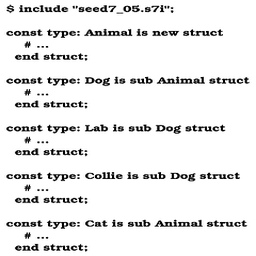 $ include "seed7_05.s7i";
const type: Animal is new struct
# ...
end struct;
const type: Dog is sub Animal struct
# ...
end struct;
const type: Lab is sub Dog struct
# ...
end struct;
const type: Collie is sub Dog struct
# ...
end struct;
const type: Cat is sub Animal struct
# ...
end struct;